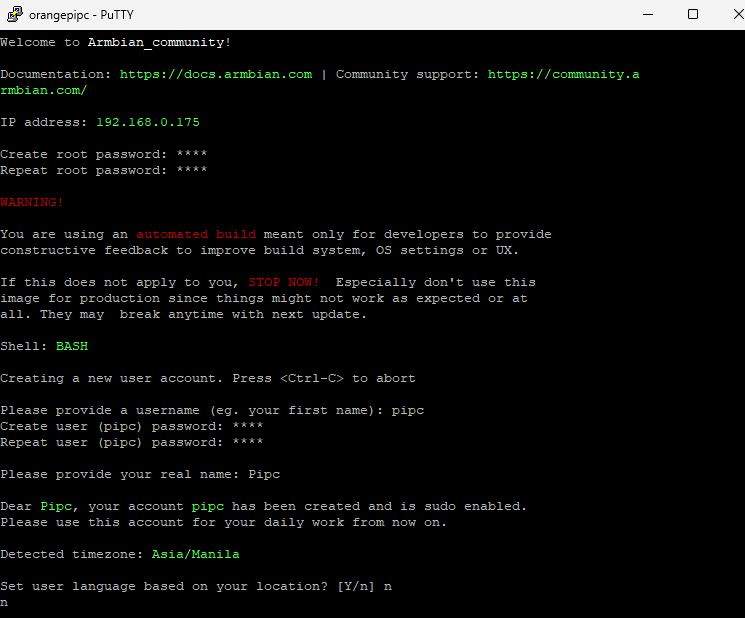 orangepipc - PuTTY
Welcome to Armbian_community!
Documentation: https://docs.armbian.com | Community support: https://community.a
rmbian.com/
IP address: 192.168.0.175
Create root password: ****
Repeat root password: ****
WARNING!
You are using an automated build meant only for developers to provide
constructive feedback to improve build system, OS settings or UX.
If this does not apply to you, STOP NOW!  Especially don't use this
image for production since things might not work as expected or at
all. They may  break anytime with next update.
Shell: BASH
Creating a new user account. Press <Ctrl-C> to abort
Please provide a username (eg. your first name): pipc
Create user (pipc) password: ****
Repeat user (pipc) password: ****
Please provide your real name: Pipc
Dear Pipc, your account pipc has been created and is sudo enabled.
Please use this account for your daily work from now on.
Detected timezone: Asia/Manila
Set user language based on your location? [Y/n] n
n